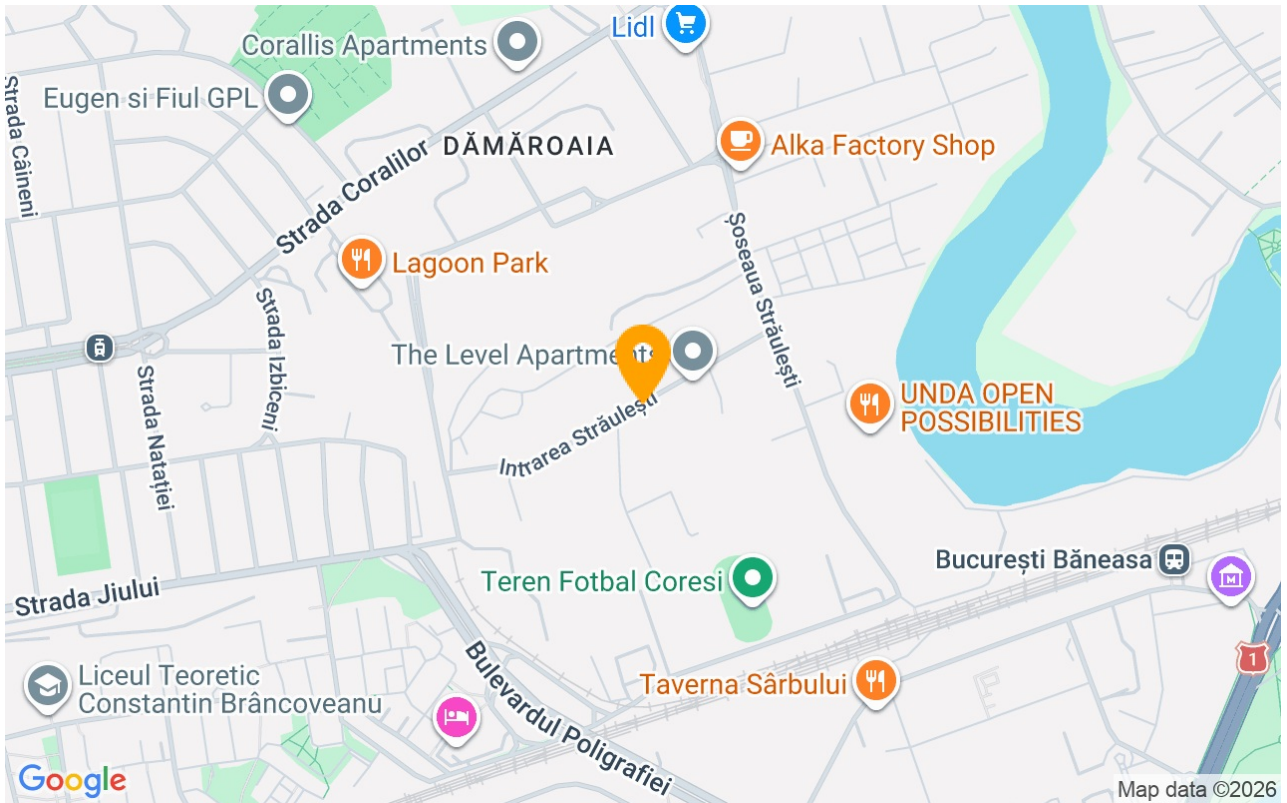 Lidl
Corallis Apartments
Eugen si Fiul GPL
Strada Câineni
DĂMĂROAIA
Alka Factory Shop
Strada Coralilor
Lagoon Park
Șoseaua Străulești
Strada Izbiceni
The Level Apartments
Strada Natației
Intrarea Străulești
UNDA OPEN
POSSIBILITIES
București Băneasa
M
Teren Fotbal Coresi
Strada Jiului
1
Liceul Teoretic
Constantin Brâncoveanu
Taverna Sârbului
Bulevardul Poligrafiei
Google
Map data ©2026